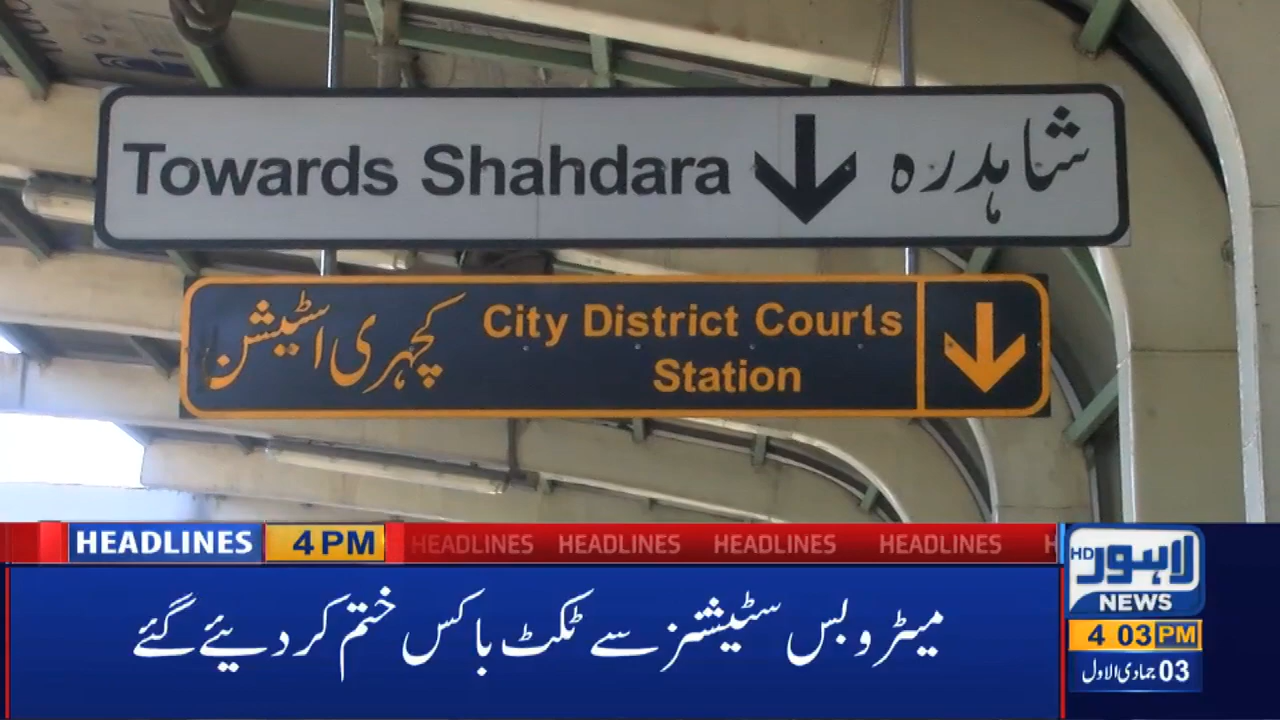 Towards Shahdara شاہدرہ
کچہری اسٹیشن City District Courts
Station
HEADLINES 4 PM HEADLINES HEADLINES HEADLINES HEADLINES
میٹرو بس سٹیشنز سے ٹکٹ باکس ختم کر دیئے گئے
HD لاہور
NEWS
4 03 PM
03 جمادی الاول